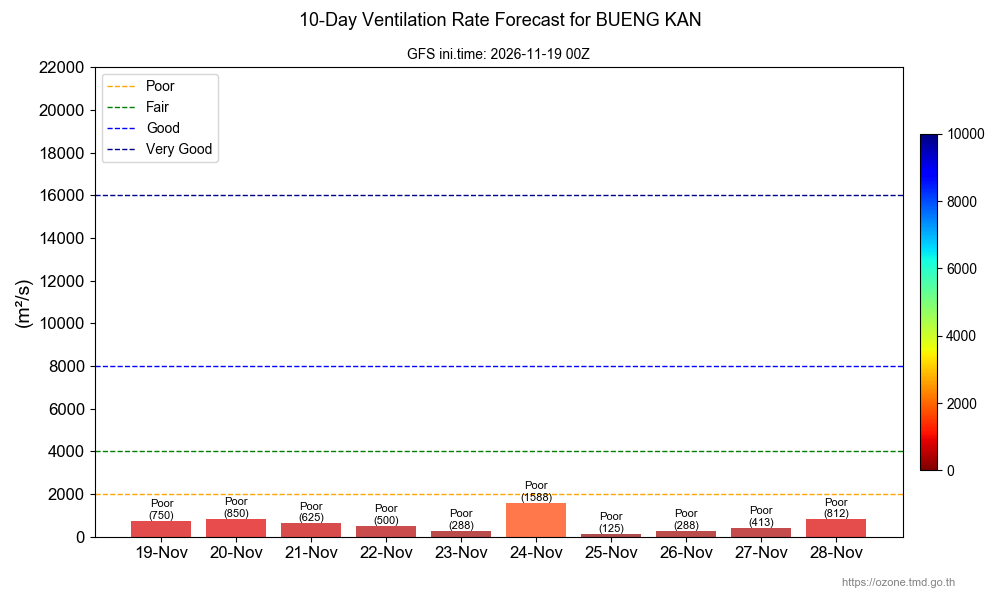 10-Day Ventilation Rate Forecast for BUENG KAN
GFS ini.time: 2026-11-19 00Z
(m²/s)
22000
20000
18000
16000
14000
12000
10000
8000
6000
4000
2000
0
Poor
Fair
Good
Very Good
Poor
(750)
Poor
(850)
Poor
(625)
Poor
(500)
Poor
(288)
Poor
(1588)
Poor
(125)
Poor
(288)
Poor
(413)
Poor
(812)
19-Nov 20-Nov 21-Nov 22-Nov 23-Nov 24-Nov 25-Nov 26-Nov 27-Nov 28-Nov
10000
8000
6000
4000
2000
0
https://ozone.tmd.go.th